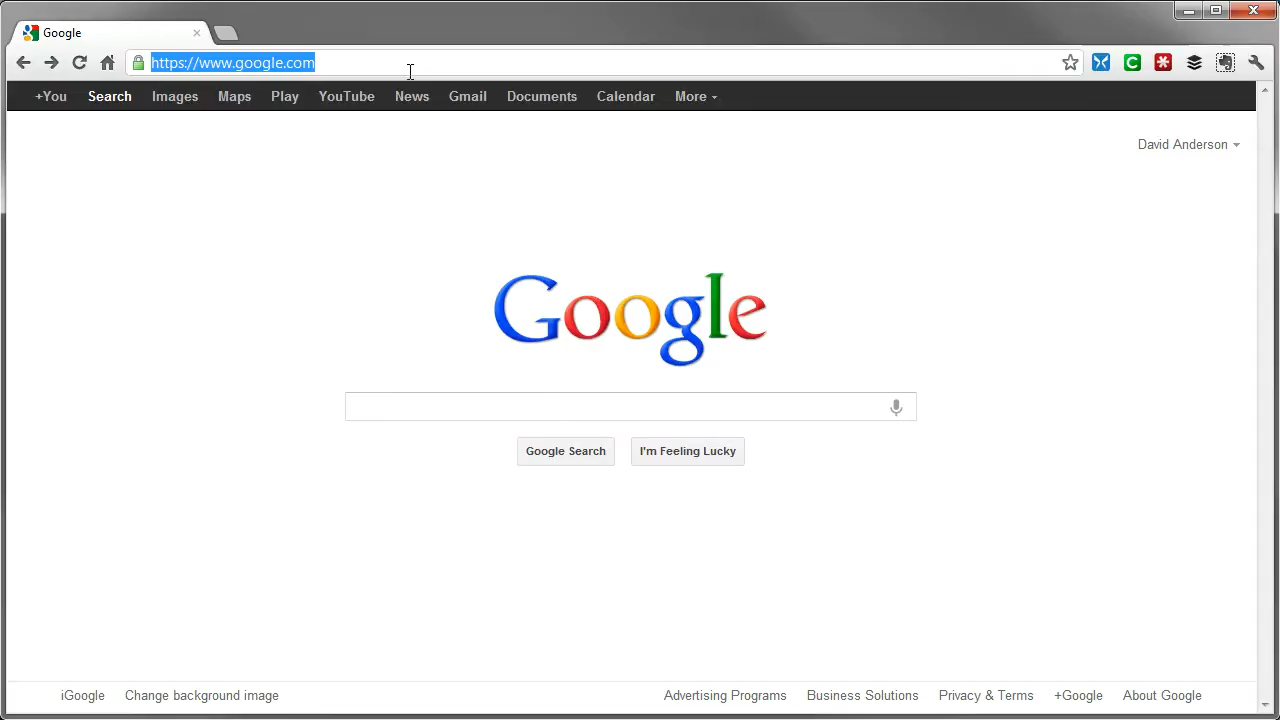 Google
https://www.google.com
+You Search Images Maps Play YouTube News Gmail Documents Calendar More
David Anderson
Google
Google Search I'm Feeling Lucky
iGoogle Change background image Advertising Programs Business Solutions Privacy & Terms +Google About Google